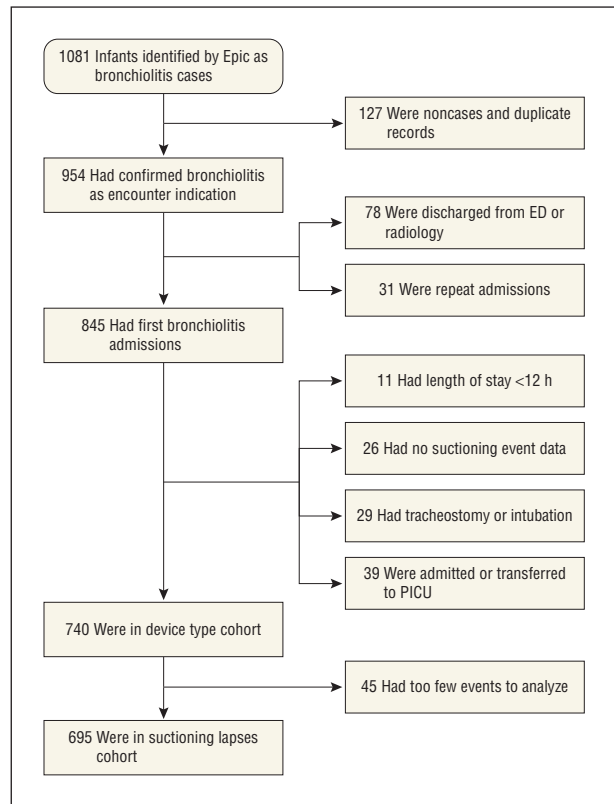 1081 Infants identified by Epic as
bronchiolitis cases
127 Were noncases and duplicate
records
954 Had confirmed bronchiolitis
as encounter indication
78 Were discharged from ED or
radiology
31 Were repeat admissions
845 Had first bronchiolitis
admissions
11 Had length of stay <12 h
26 Had no suctioning event data
29 Had tracheostomy or intubation
39 Were admitted or transferred
to PICU
740 Were in device type cohort
45 Had too few events to analyze
695 Were in suctioning lapses
cohort